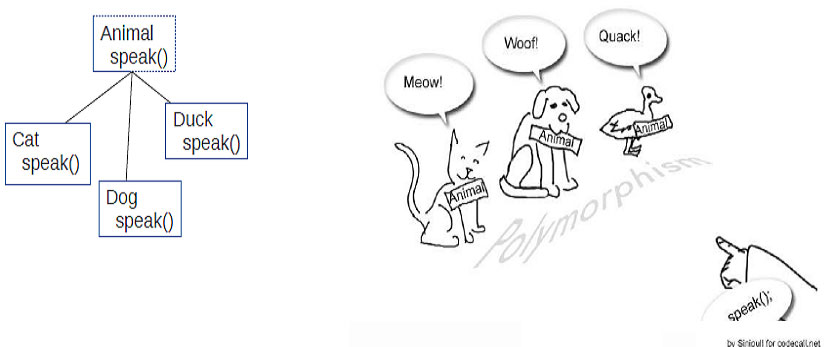 Animal
speak()
Cat
speak()
Duck
speak()
Dog
speak()
Meow!
Woof!
Quack!
Animal
Animal
Animal
Polymorphism
speak();
by Sinipull for codecall.net